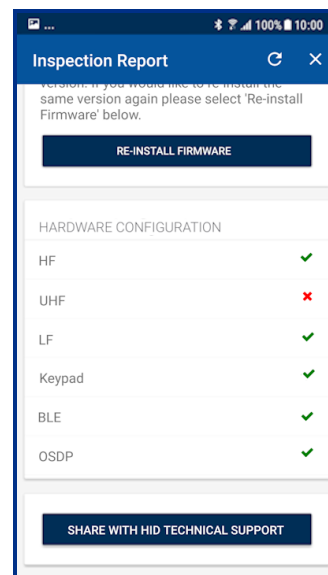 ... 100% 10:00
Inspection Report
version. If you would like to re-install the
same version again please select 'Re-install
Firmware' below.
RE-INSTALL FIRMWARE
HARDWARE CONFIGURATION
HF
UHF
LF
Keypad
BLE
OSDP
SHARE WITH HID TECHNICAL SUPPORT